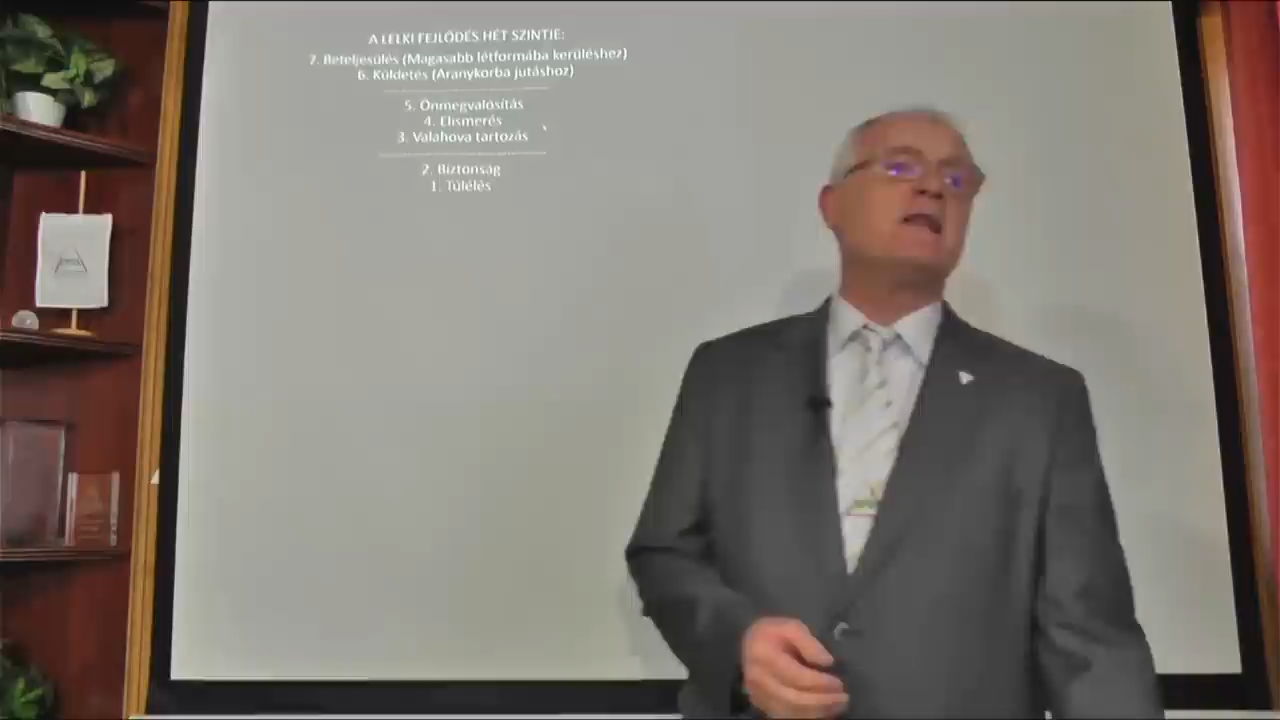 A LELKI FEJLŐDÉS HÉT SZINTJE:
7. Beteljesülés (Magasabb létformába kerüléshez)
6. Küldetés (Aranykorba jutáshoz)
5. Önmegvalósítás
4. Elismerés
3. Valahova tartozás
2. Biztonság
1. Túlélés